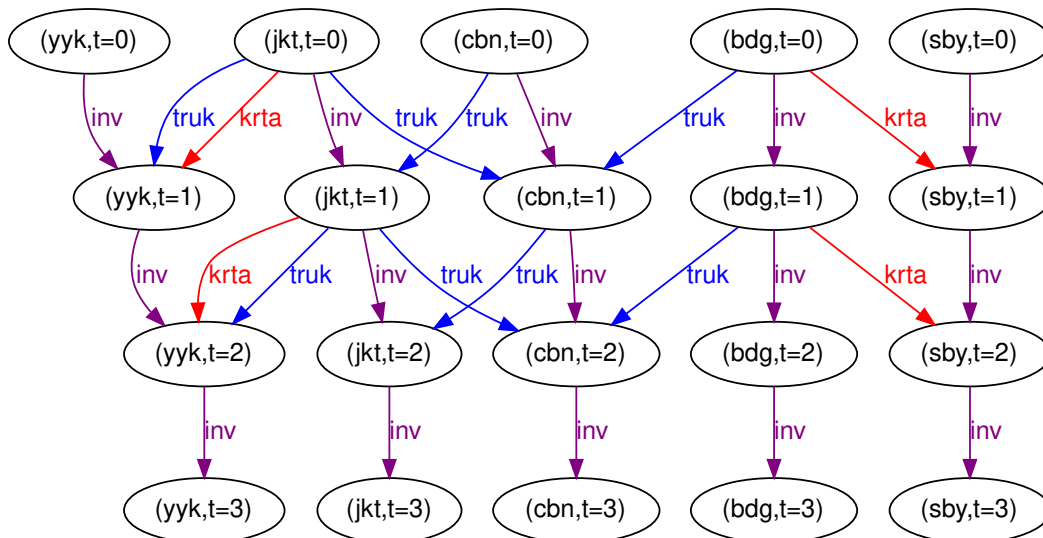 (yyk,t=0) (jkt,t=0) (cbn,t=0) (bdg,t=0) (sby,t=0)
inv truk krta inv truk truk inv truk inv krta inv
(yyk,t=1) (jkt,t=1) (cbn,t=1) (bdg,t=1) (sby,t=1)
inv krta truk inv truk truk inv truk inv krta inv
(yyk,t=2) (jkt,t=2) (cbn,t=2) (bdg,t=2) (sby,t=2)
inv inv inv inv inv
(yyk,t=3) (jkt,t=3) (cbn,t=3) (bdg,t=3) (sby,t=3)